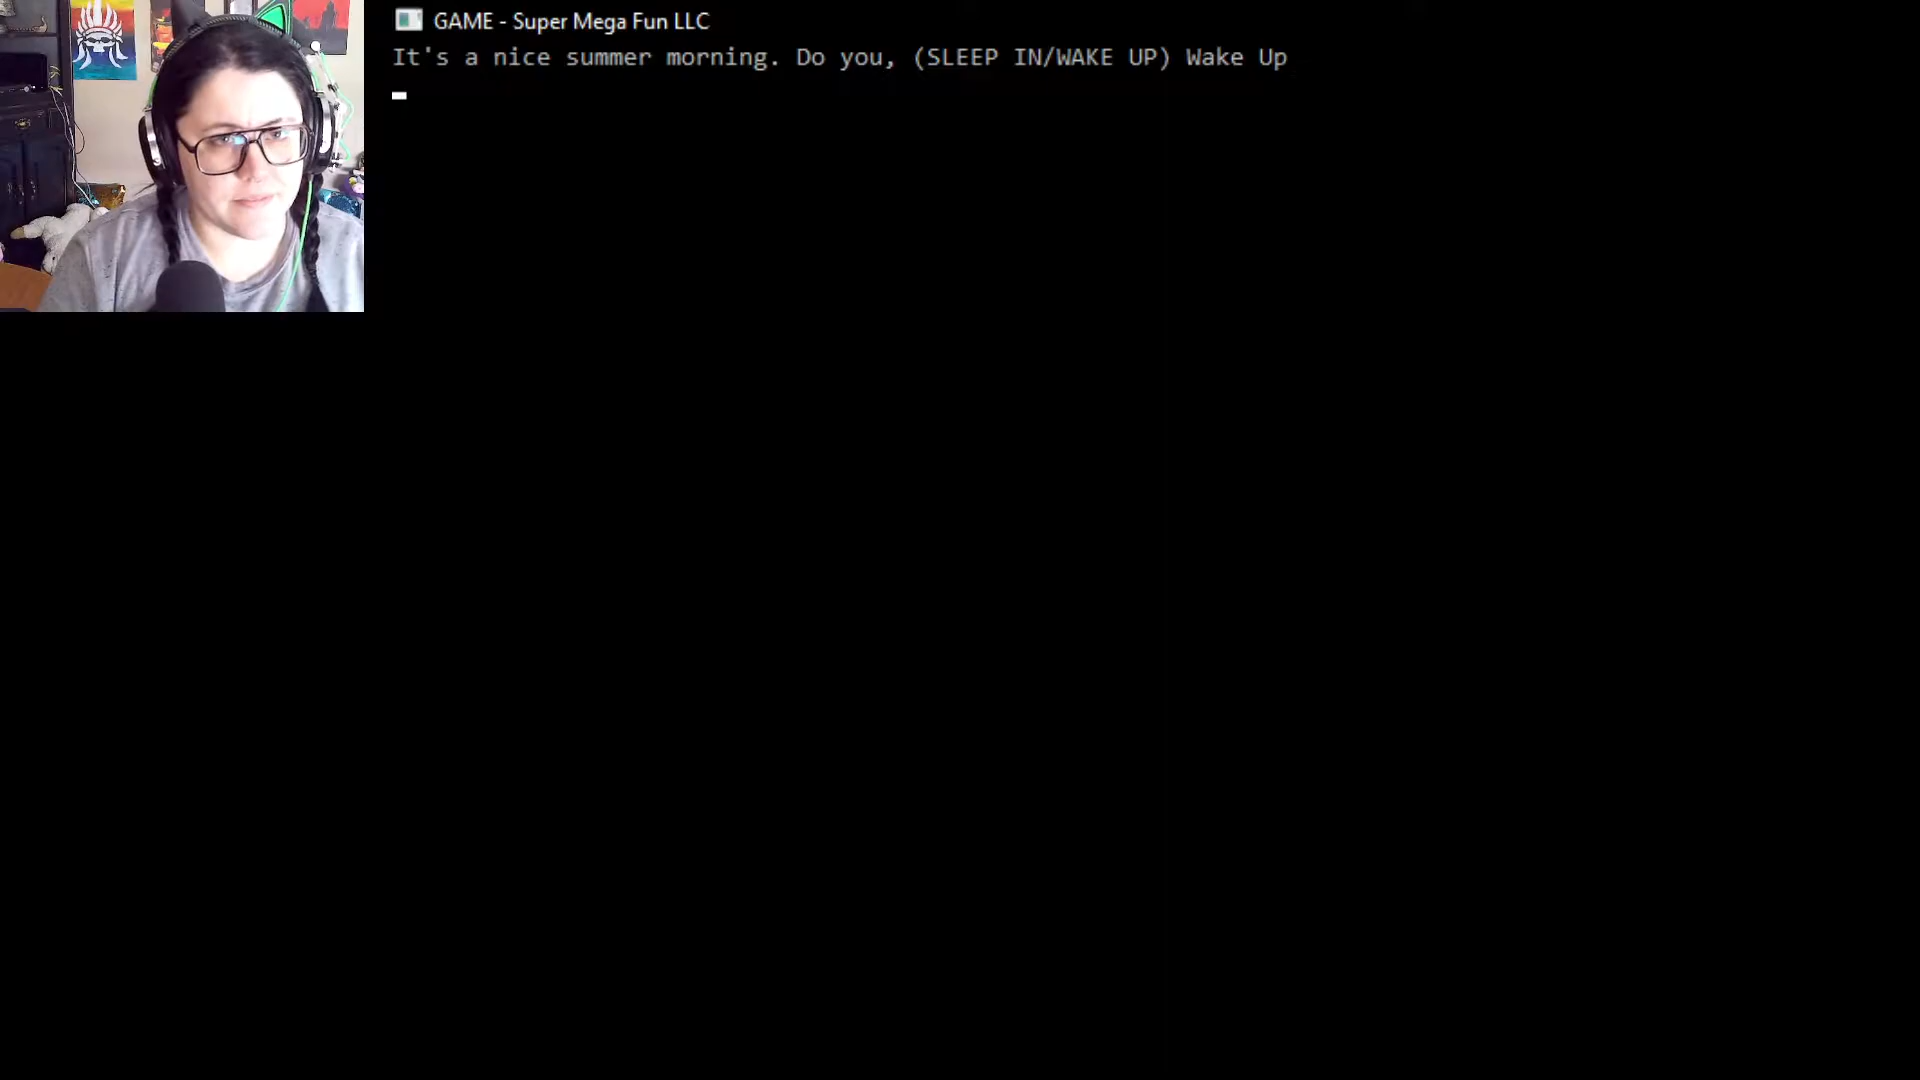 GAME - Super Mega Fun LLC
It's a nice summer morning. Do you, (SLEEP IN/WAKE UP) Wake Up